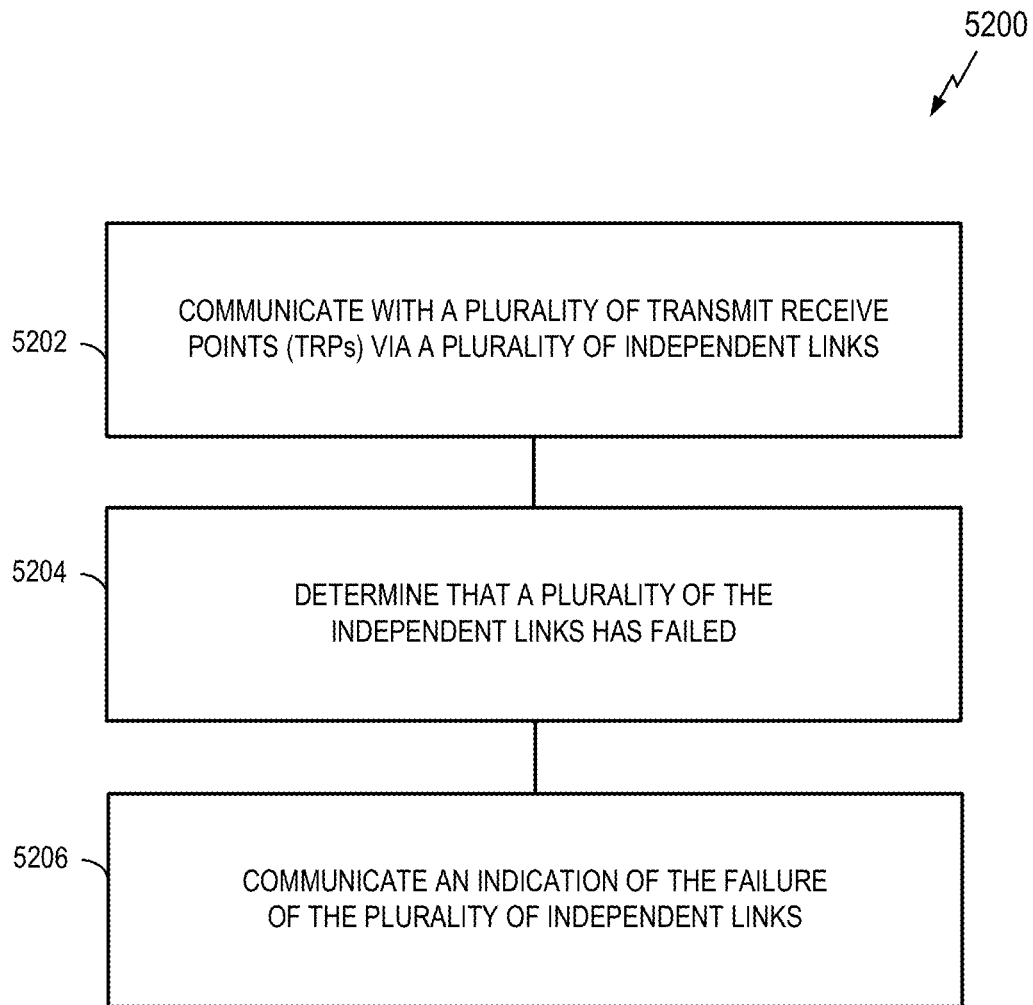 5200
5202
COMMUNICATE WITH A PLURALITY OF TRANSMIT RECEIVE
POINTS (TRPs) VIA A PLURALITY OF INDEPENDENT LINKS
5204
DETERMINE THAT A PLURALITY OF THE
INDEPENDENT LINKS HAS FAILED
5206
COMMUNICATE AN INDICATION OF THE FAILURE
OF THE PLURALITY OF INDEPENDENT LINKS